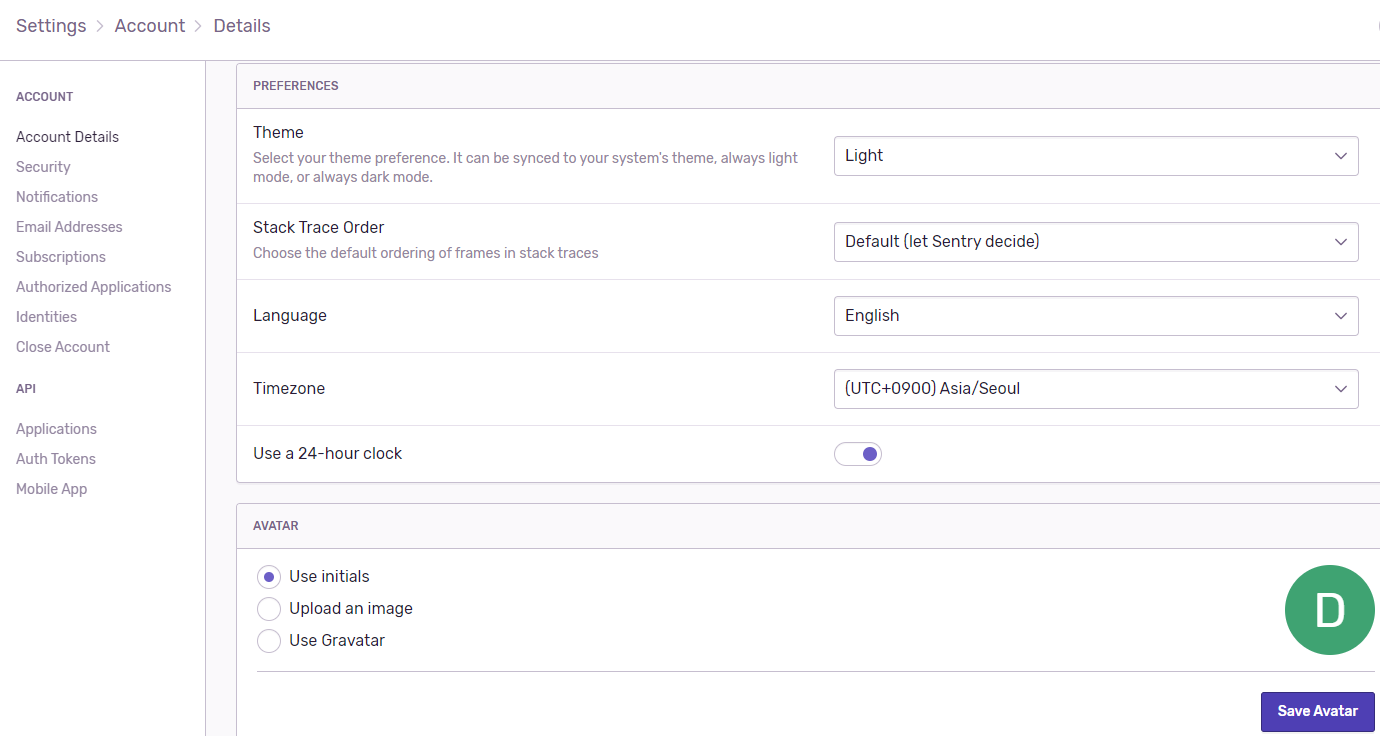 Settings > Account > Details
ACCOUNT
Account Details
Security
Notifications
Email Addresses
Subscriptions
Authorized Applications
Identities
Close Account
API
Applications
Auth Tokens
Mobile App
PREFERENCES
Theme
Select your theme preference. It can be synced to your system's theme, always light
mode, or always dark mode.
Light
Stack Trace Order
Choose the default ordering of frames in stack traces
Default (let Sentry decide)
Language
English
Timezone
(UTC+0900) Asia/Seoul
Use a 24-hour clock
AVATAR
Use initials
Upload an image
Use Gravatar
D
Save Avatar